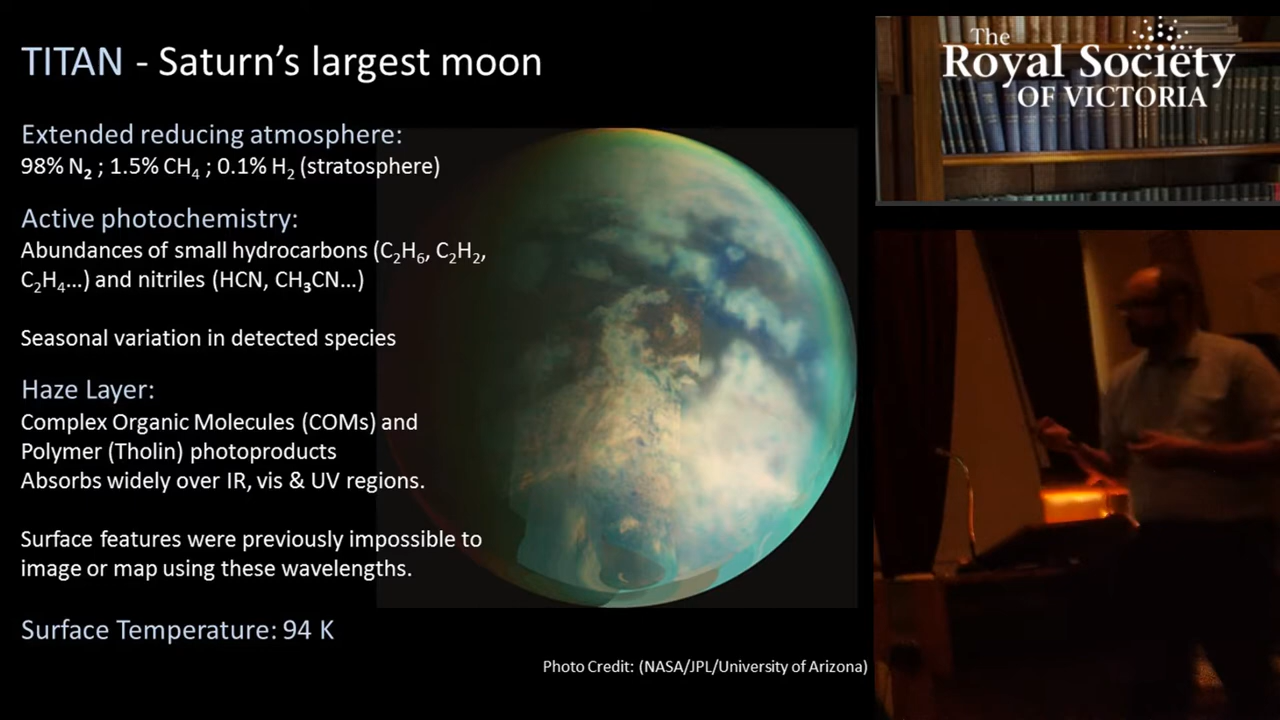 TITAN - Saturn's largest moon
Extended reducing atmosphere:
98% N₂ ; 1.5% CH₄ ; 0.1% H₂ (stratosphere)
Active photochemistry:
Abundances of small hydrocarbons (C₂H₆, C₂H₂,
C₂H₄...) and nitriles (HCN, CH₃CN...)
Seasonal variation in detected species
Haze Layer:
Complex Organic Molecules (COMs) and
Polymer (Tholin) photoproducts
Absorbs widely over IR, vis & UV regions.
Surface features were previously impossible to
image or map using these wavelengths.
Surface Temperature: 94 K
Photo Credit: (NASA/JPL/University of Arizona)
The
Royal Society
OF VICTORIA